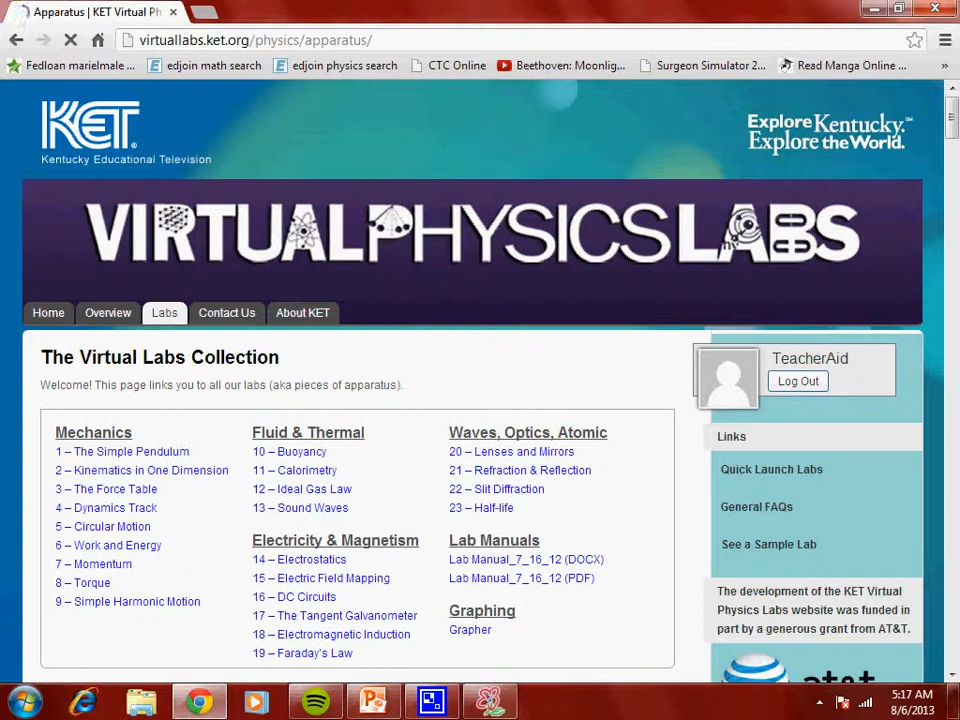 Apparatus | KET Virtual Ph
virtuallabs.ket.org/physics/apparatus/
Fedloan marielmale ... edjoin math search edjoin physics search CTC Online Beethoven: Moonlig... Surgeon Simulator 2... Read Manga Online ... »
KET
Kentucky Educational Television
Explore Kentucky.
Explore the World.
VIRTUAL PHYSICS LABS
Home Overview Labs Contact Us About KET
The Virtual Labs Collection
Welcome! This page links you to all our labs (aka pieces of apparatus).
Mechanics
1 – The Simple Pendulum
2 – Kinematics in One Dimension
3 – The Force Table
4 – Dynamics Track
5 – Circular Motion
6 – Work and Energy
7 – Momentum
8 – Torque
9 – Simple Harmonic Motion
Fluid & Thermal
10 – Buoyancy
11 – Calorimetry
12 – Ideal Gas Law
13 – Sound Waves
Electricity & Magnetism
14 – Electrostatics
15 – Electric Field Mapping
16 – DC Circuits
17 – The Tangent Galvanometer
18 – Electromagnetic Induction
19 – Faraday's Law
Waves, Optics, Atomic
20 – Lenses and Mirrors
21 – Refraction & Reflection
22 – Slit Diffraction
23 – Half-life
Lab Manuals
Lab Manual_7_16_12 (DOCX)
Lab Manual_7_16_12 (PDF)
Graphing
Grapher
TeacherAid
Log Out
Links
Quick Launch Labs
General FAQs
See a Sample Lab
The development of the KET Virtual
Physics Labs website was funded in
part by a generous grant from AT&T.
at&t
5:17 AM
8/6/2013